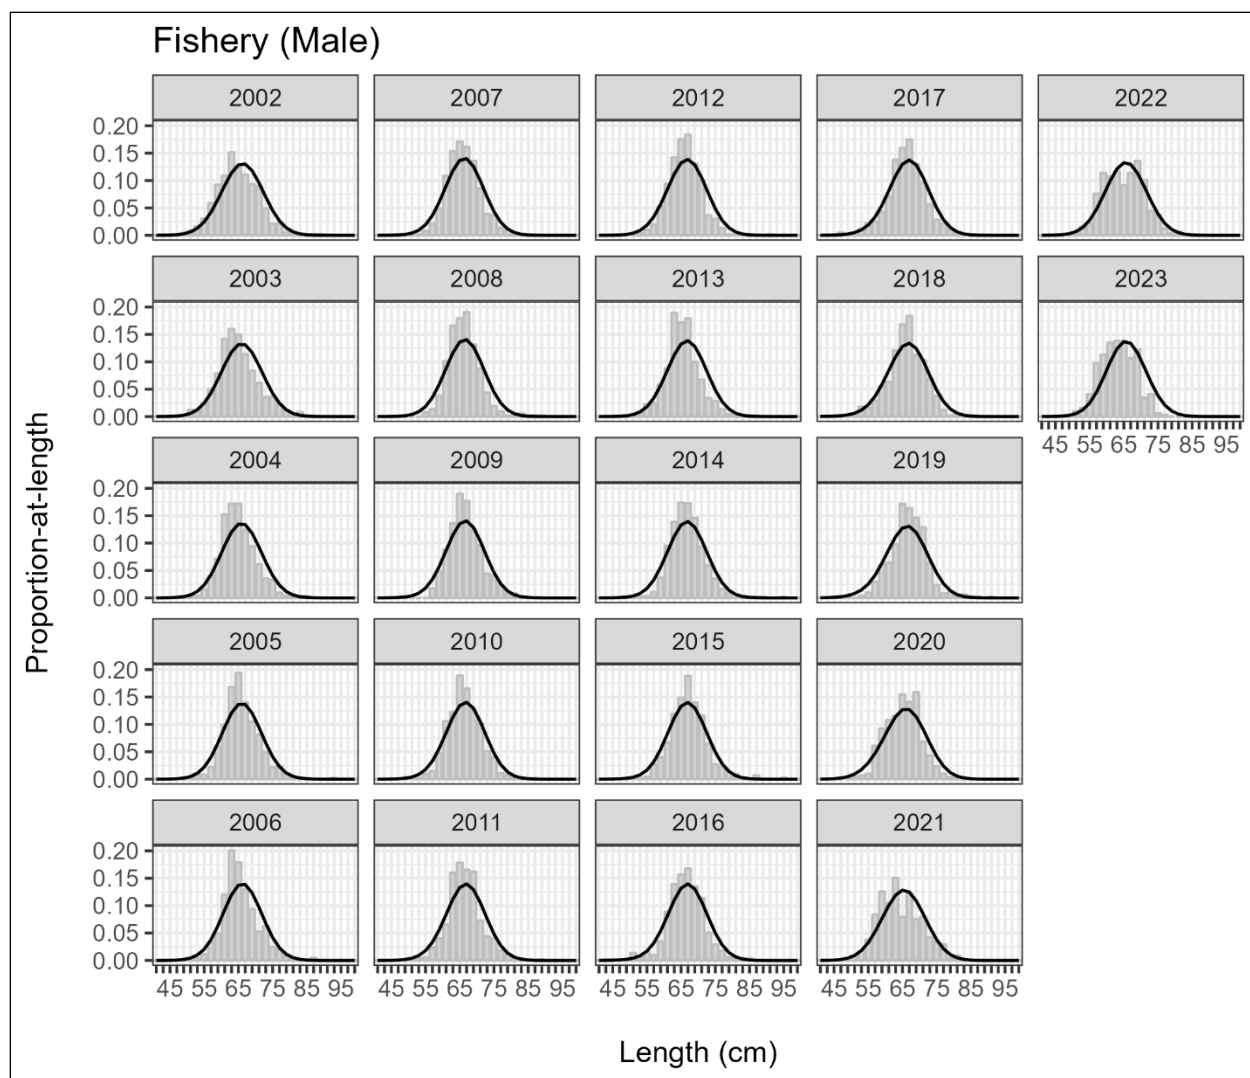 Fishery (Male)
2002 2007 2012 2017 2022
0.20
0.15
0.10
0.05
0.00
2003 2008 2013 2018 2023
0.20
0.15
0.10
0.05
0.00
45 55 65 75 85 95
2004 2009 2014 2019
0.20
0.15
0.10
0.05
0.00
2005 2010 2015 2020
0.20
0.15
0.10
0.05
0.00
2006 2011 2016 2021
0.20
0.15
0.10
0.05
0.00
45 55 65 75 85 95 45 55 65 75 85 95 45 55 65 75 85 95 45 55 65 75 85 95
Proportion-at-length
Length (cm)